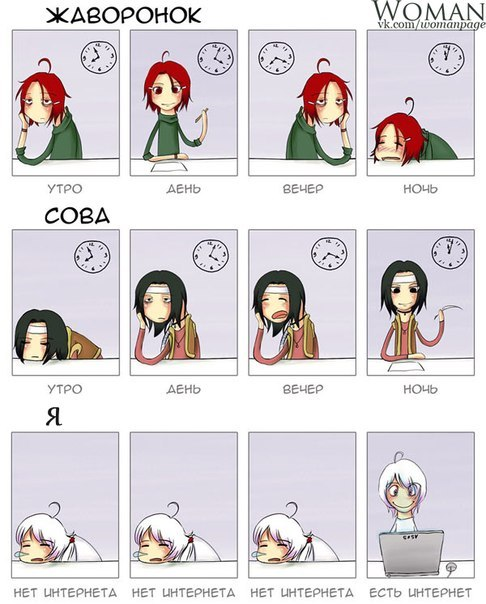 ЖАВОРОНОК
WOMAN
vk.com/womanpage
УТРО ДЕНЬ ВЕЧЕР НОЧЬ
СОВА
УТРО ДЕНЬ ВЕЧЕР НОЧЬ
Я
ASUS
НЕТ ИНТЕРНЕТА НЕТ ИНТЕРНЕТА НЕТ ИНТЕРНЕТА ЕСТЬ ИНТЕРНЕТ